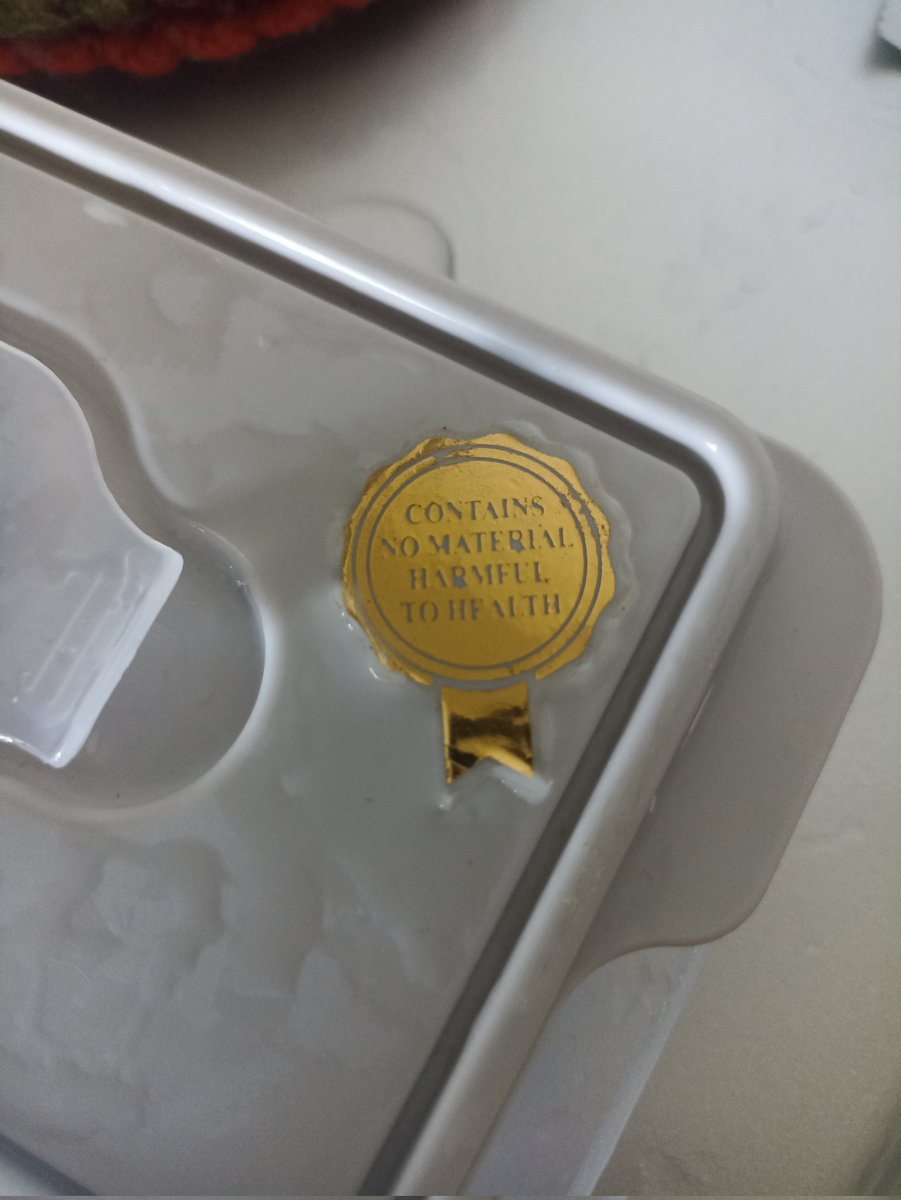 CONTAINS
NO MATERIAL
HARMFUL
TO HEALTH